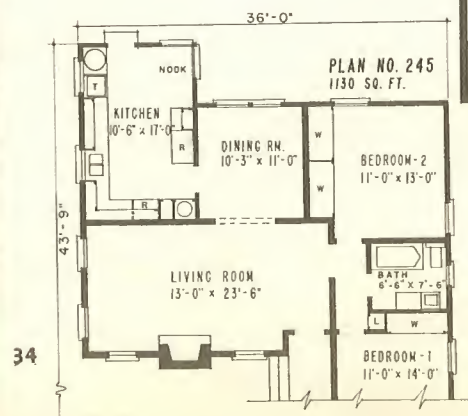 36'-0"
PLAN NO. 245
1130 SQ. FT.
NOOK
T
KITCHEN
10'-6" x 17'-0"
R
DINING RM.
10'-3" x 11'-0"
W
W
BEDROOM-2
11'-0" x 13'-0"
R
43'-9"
LIVING ROOM
13'-0" x 23'-6"
BATH
6'-6" x 7'-6"
L
W
BEDROOM-1
11'-0" x 14'-0"
34